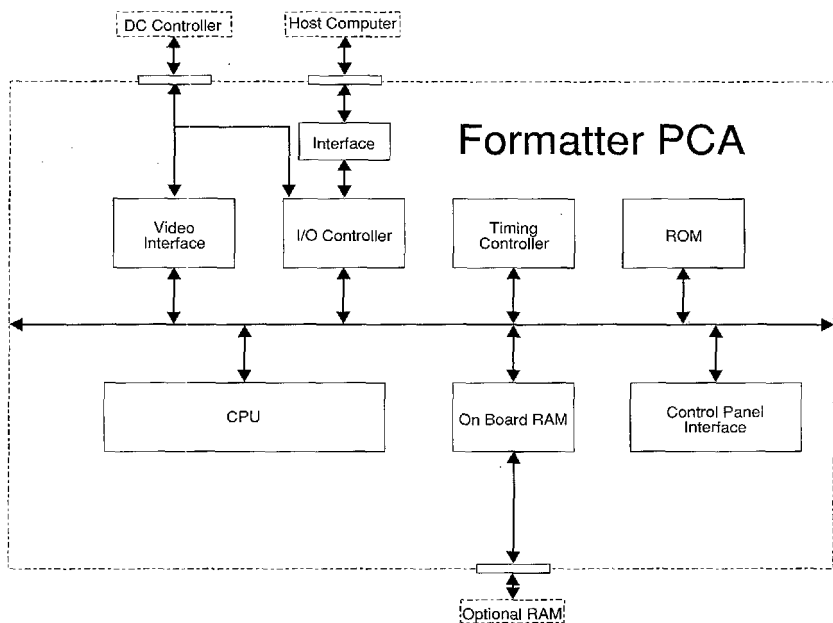 DC Controller
Host Computer
Interface
Formatter PCA
Video
Interface
I/O Controller
Timing
Controller
ROM
CPU
On Board RAM
Control Panel
Interface
Optional RAM